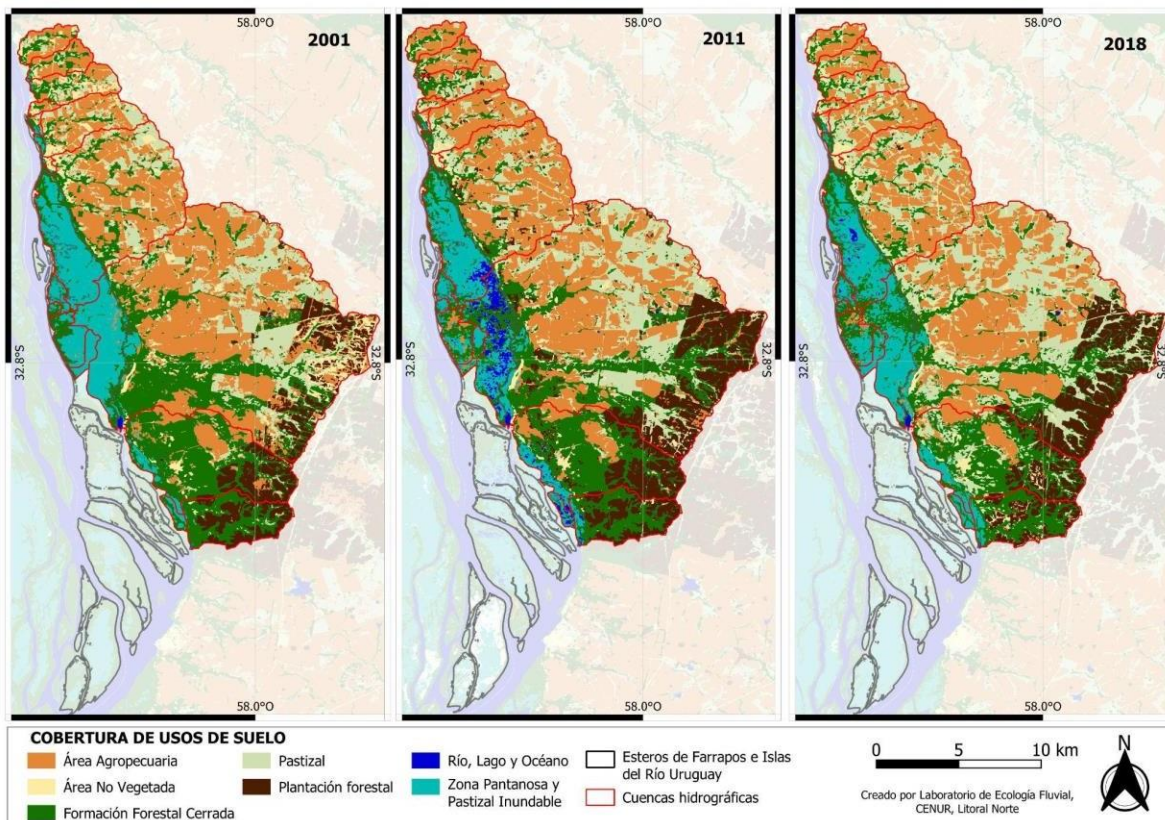 58.0°O
58.0°O
58.0°O
2001
2011
2018
32.8°S
32.8°S
32.8°S
32.8°S
58.0°O
58.0°O
58.0°O
COBERTURA DE USOS DE SUELO
Área Agropecuaria
Área No Vegetada
Formación Forestal Cerrada
Pastizal
Plantación forestal
Río, Lago y Océano
Zona Pantanosa y
Pastizal Inundable
Esteros de Farrapos e Islas
del Río Uruguay
Cuencas hidrográficas
0 5 10 km
Creado por Laboratorio de Ecología Fluvial,
CENUR, Litoral Norte
N